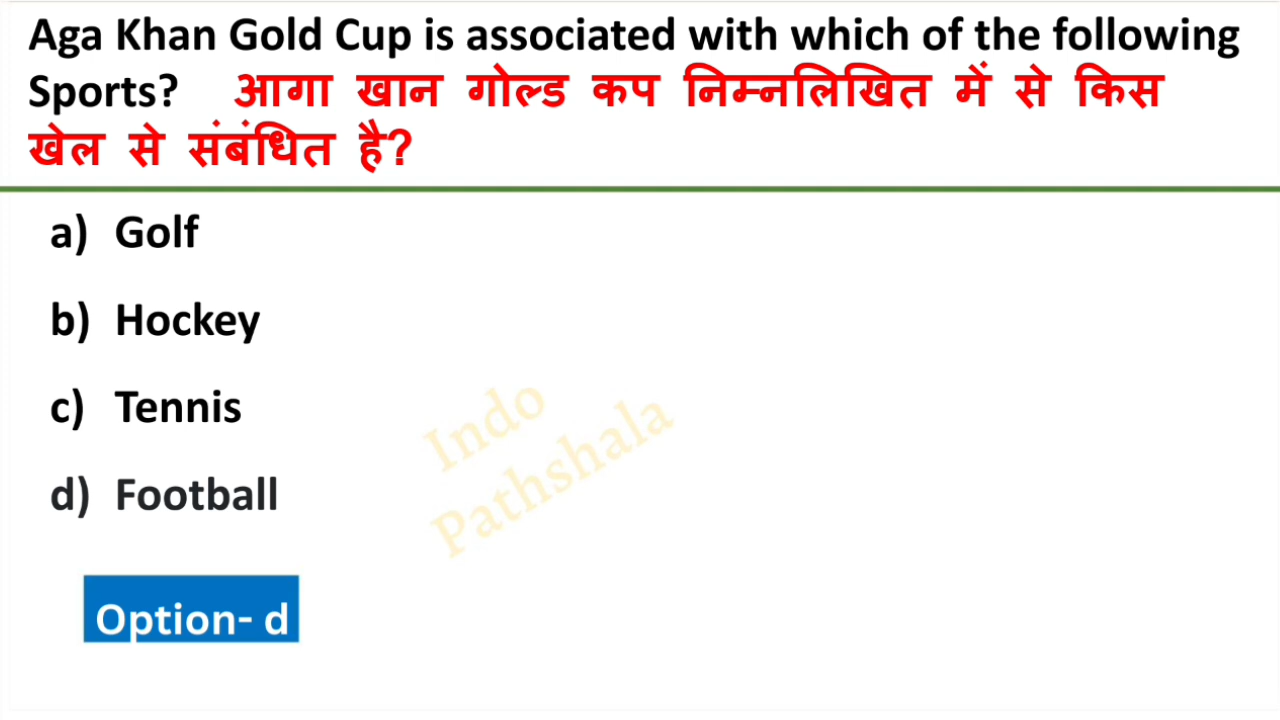 Aga Khan Gold Cup is associated with which of the following
Sports? आगा खान गोल्ड कप निम्नलिखित में से किस
खेल से संबंधित है?
a) Golf
b) Hockey
c) Tennis
d) Football
Indo
Pathshala
Option- d